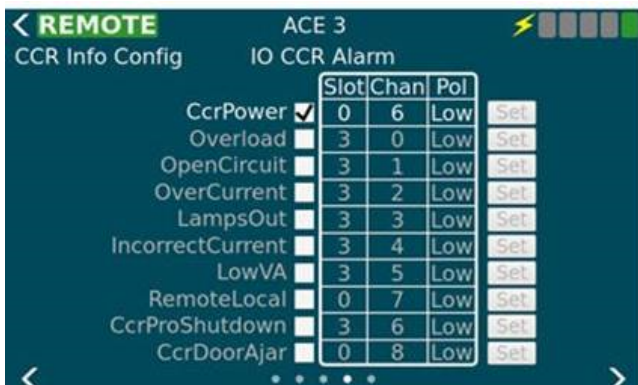 < REMOTE ACE 3
CCR Info Config IO CCR Alarm
Slot Chan Pol
CcrPower 0 6 Low Set
Overload 3 0 Low Set
OpenCircuit 3 1 Low Set
OverCurrent 3 2 Low Set
LampsOut 3 3 Low Set
IncorrectCurrent 3 4 Low Set
LowVA 3 5 Low Set
RemoteLocal 0 7 Low Set
CcrProShutdown 3 6 Low Set
CcrDoorAjar 0 8 Low Set
< >